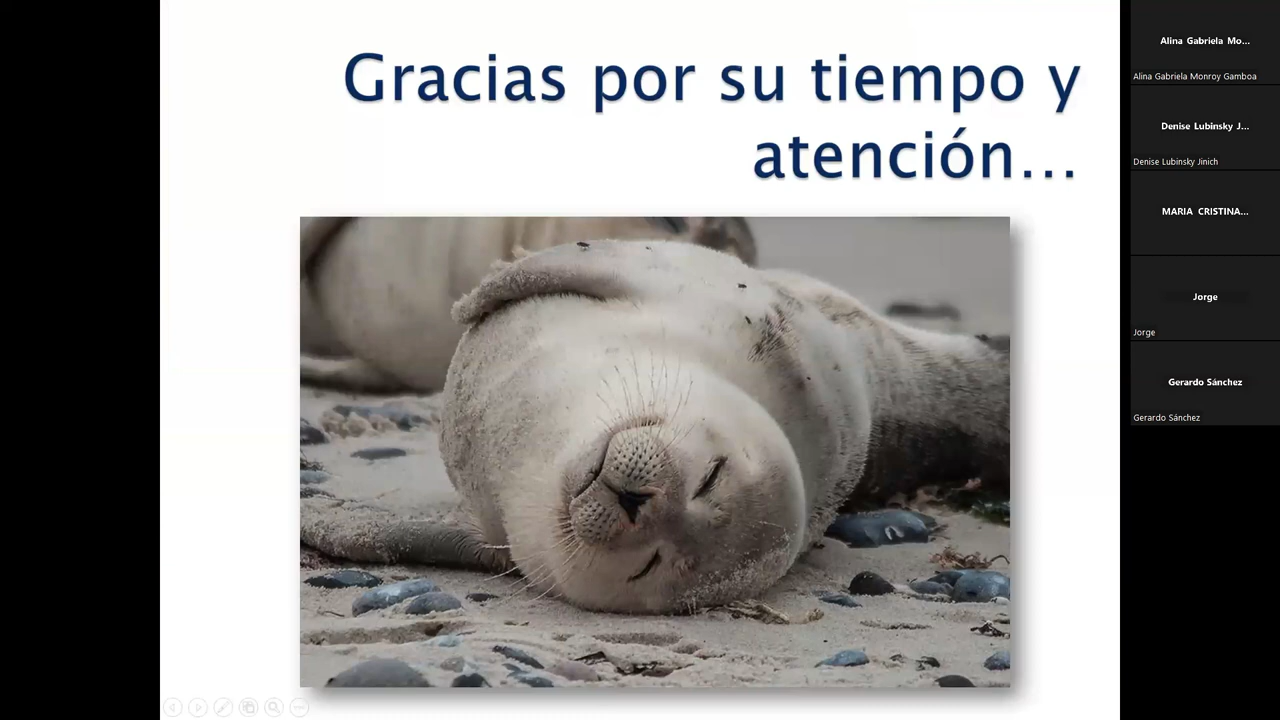 Gracias por su tiempo y
atención...
Alina Gabriela Mo...
Alina Gabriela Monroy Gamboa
Denise Lubinsky J...
Denise Lubinsky Jinich
MARIA CRISTINA...
Jorge
Jorge
Gerardo Sánchez
Gerardo Sánchez